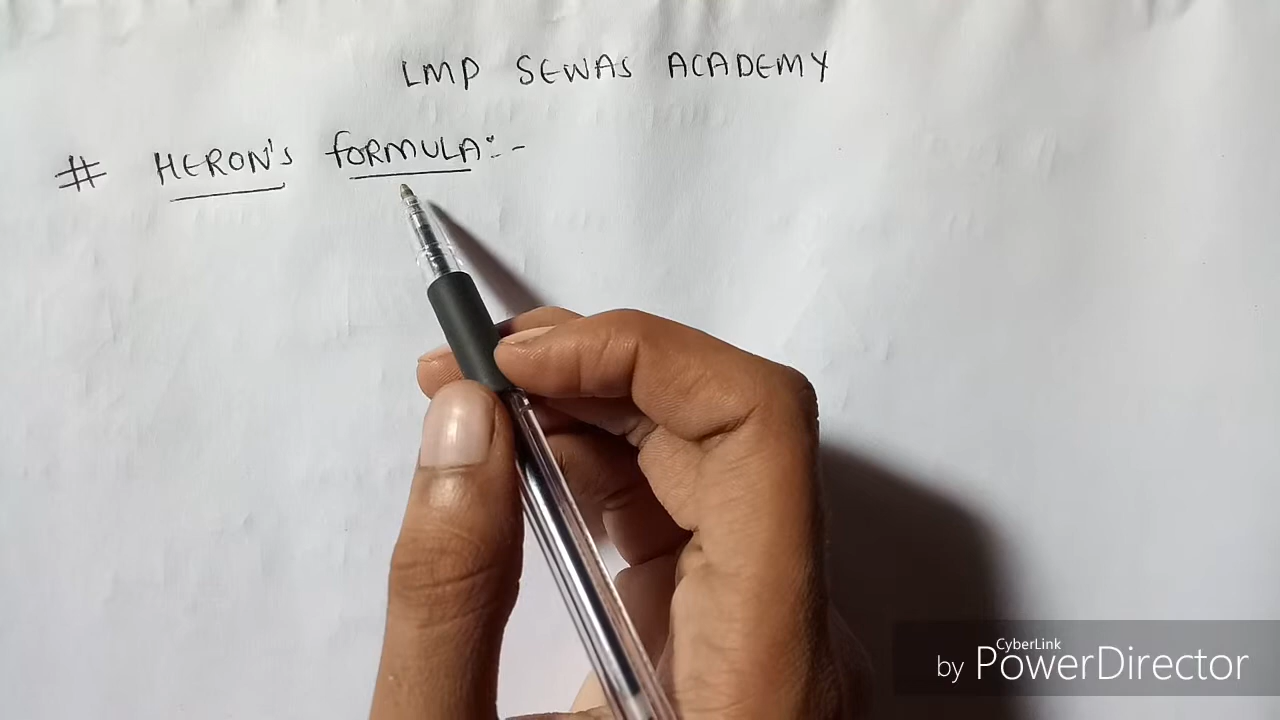 LMP SEWAS ACADEMY
# HERON's fORMULA:-
CyberLink
by PowerDirector